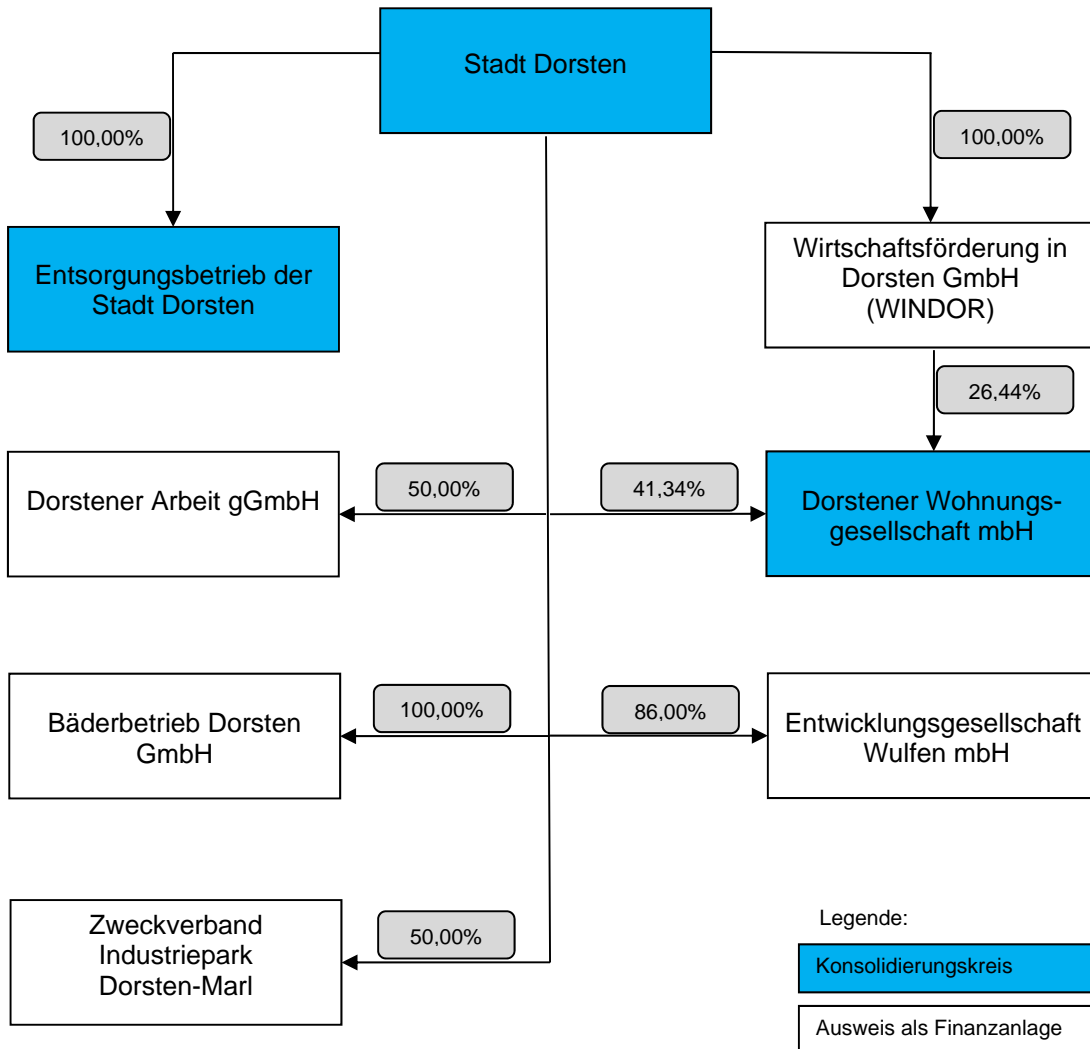 Stadt Dorsten
100,00%
100,00%
Entsorgungsbetrieb der
Stadt Dorsten
Wirtschaftsförderung in
Dorsten GmbH
(WINDOR)
26,44%
Dorstener Arbeit gGmbH
50,00%
41,34%
Dorstener Wohnungs-
gesellschaft mbH
Bäderbetrieb Dorsten
GmbH
100,00%
86,00%
Entwicklungsgesellschaft
Wulfen mbH
Zweckverband
Industriepark
Dorsten-Marl
50,00%
Legende:
Konsolidierungskreis
Ausweis als Finanzanlage